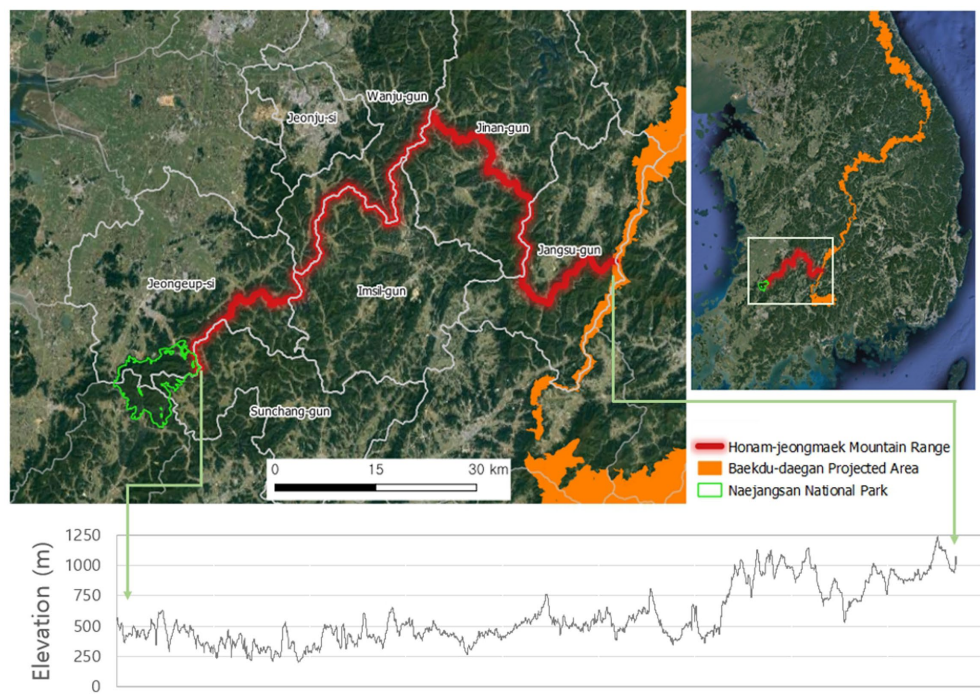 Wanju-gun
Jeonju-si
Jinan-gun
Jangsu-gun
Jeongeup-si
Imsil-gun
Sunchang-gun
0 15 30 km
Honam-jeongmaek Mountain Range
Baekdu-daegan Projected Area
Naejangsan National Park
Elevation (m)
1250
1000
750
500
250
0